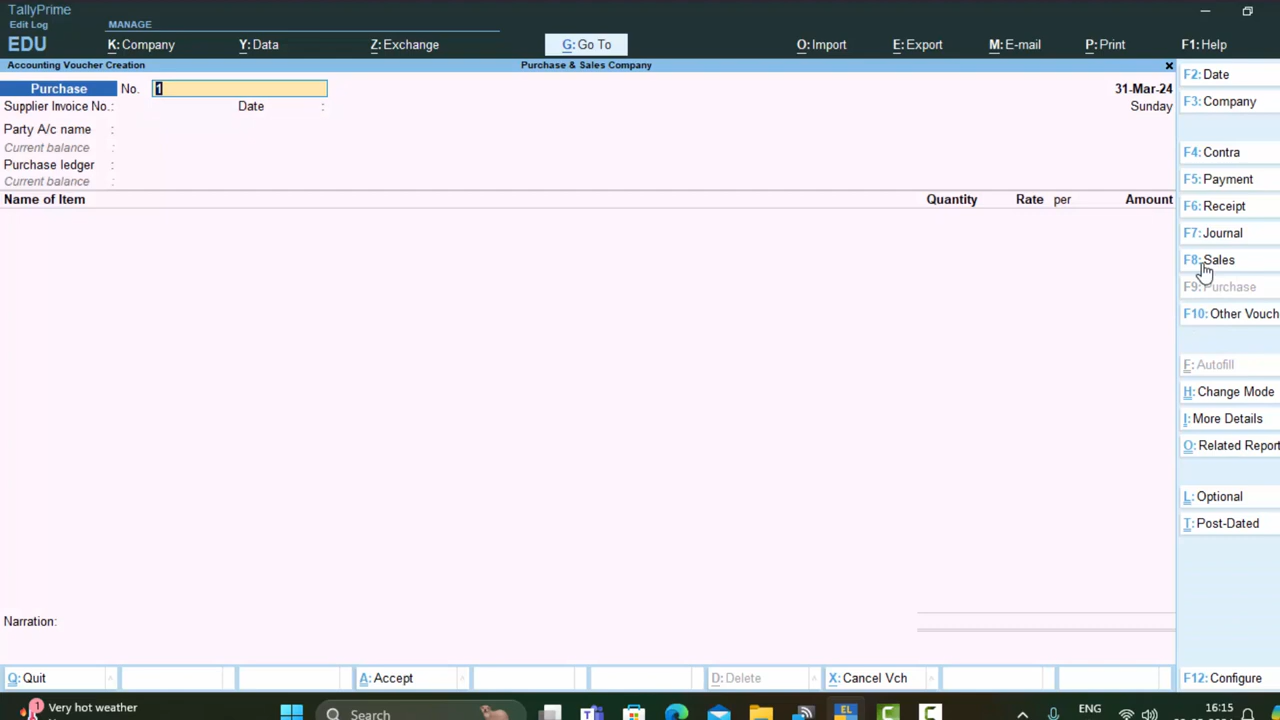 TallyPrime
Edit Log
MANAGE
EDU
K: Company
Y: Data
Z: Exchange
G: Go To
O: Import
E: Export
M: E-mail
P: Print
F1: Help
Accounting Voucher Creation
Purchase & Sales Company
×
Purchase No. 1
31-Mar-24
Supplier Invoice No.:
Date :
Sunday
Party A/c name :
Current balance :
Purchase ledger :
Current balance :
Name of Item
Quantity
Rate per
Amount
Narration:
F2: Date
F3: Company
F4: Contra
F5: Payment
F6: Receipt
F7: Journal
F8: Sales
F9: Purchase
F10: Other Vouch
F: Autofill
H: Change Mode
I: More Details
O: Related Report
L: Optional
T: Post-Dated
Q: Quit
A: Accept
D: Delete
X: Cancel Vch
F12: Configure
1
Very hot weather
Search
EL
ENG
16:15